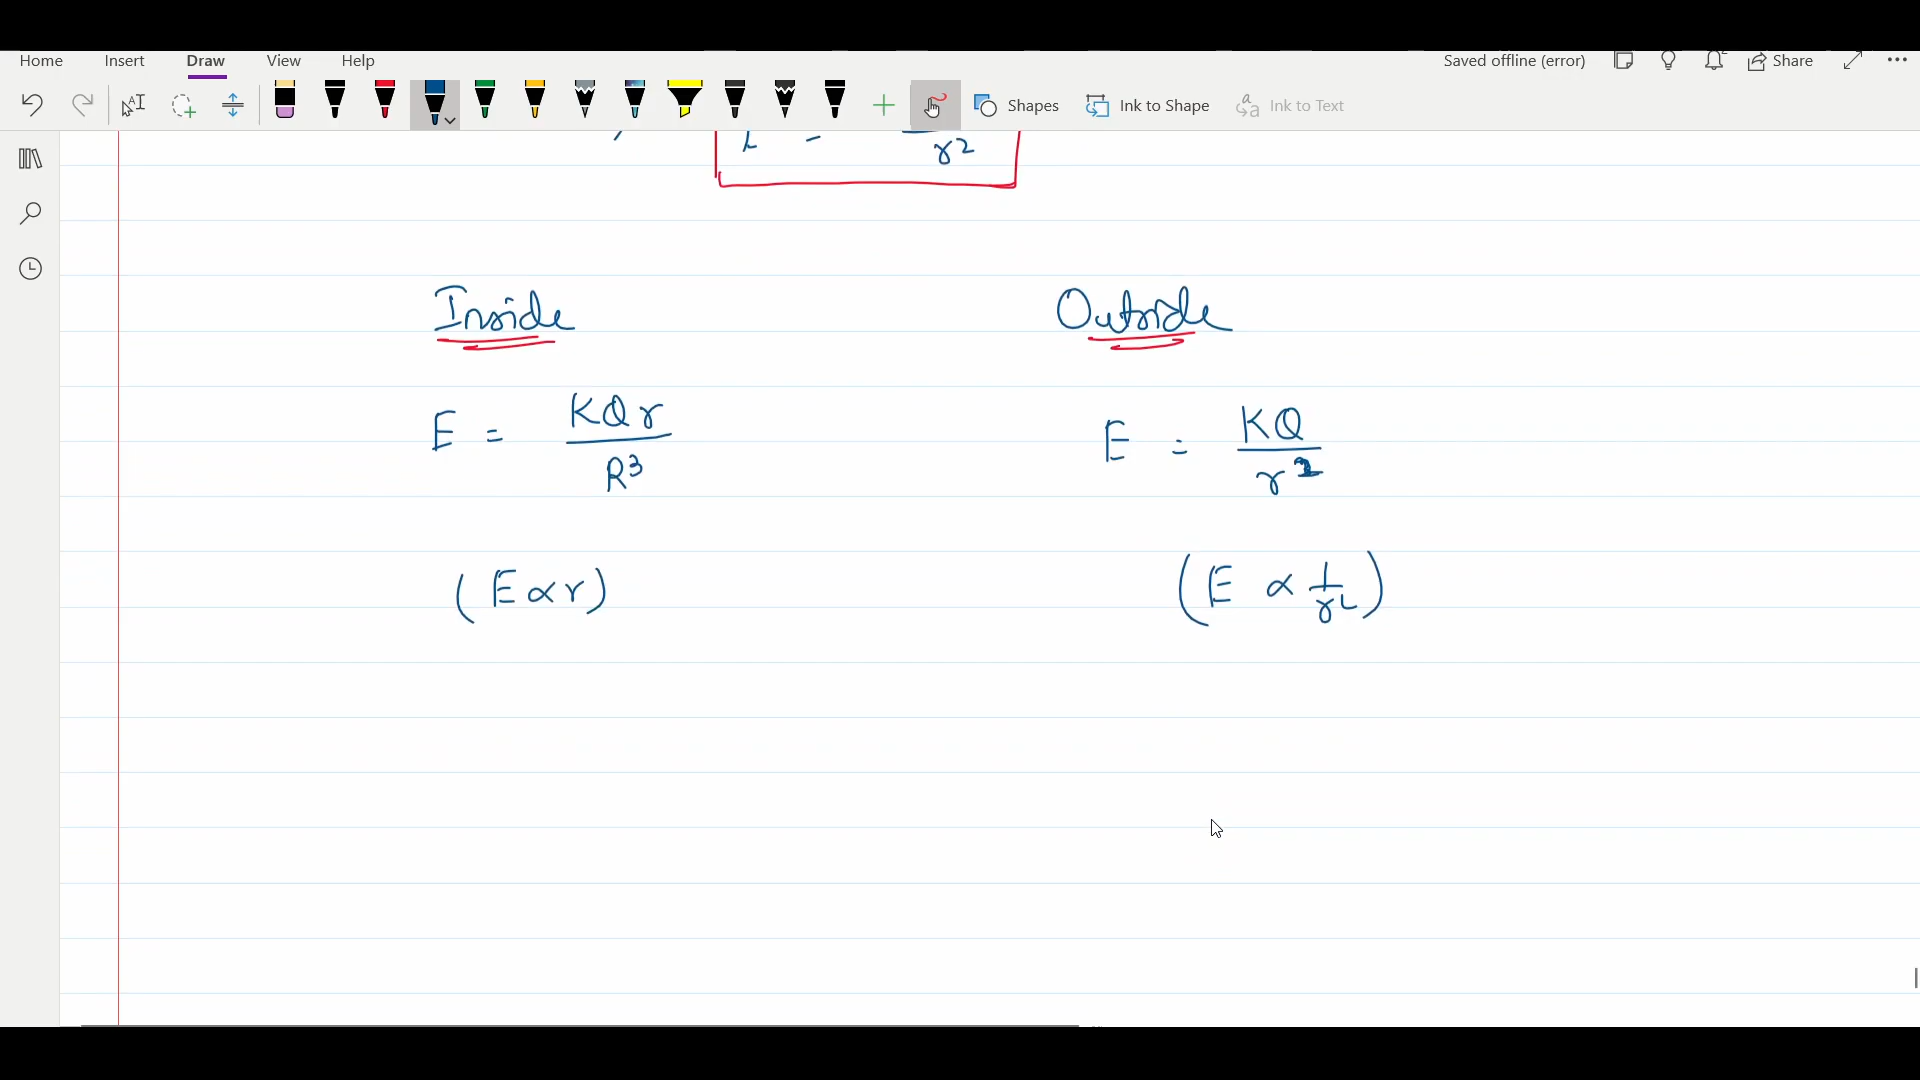 Home Insert Draw View Help Saved offline (error) Share
Shapes Ink to Shape Ink to Text
r²
Inside Outside
E = KQr/R³ E = KQ/r²
(E ∝ r) (E ∝ 1/r²)